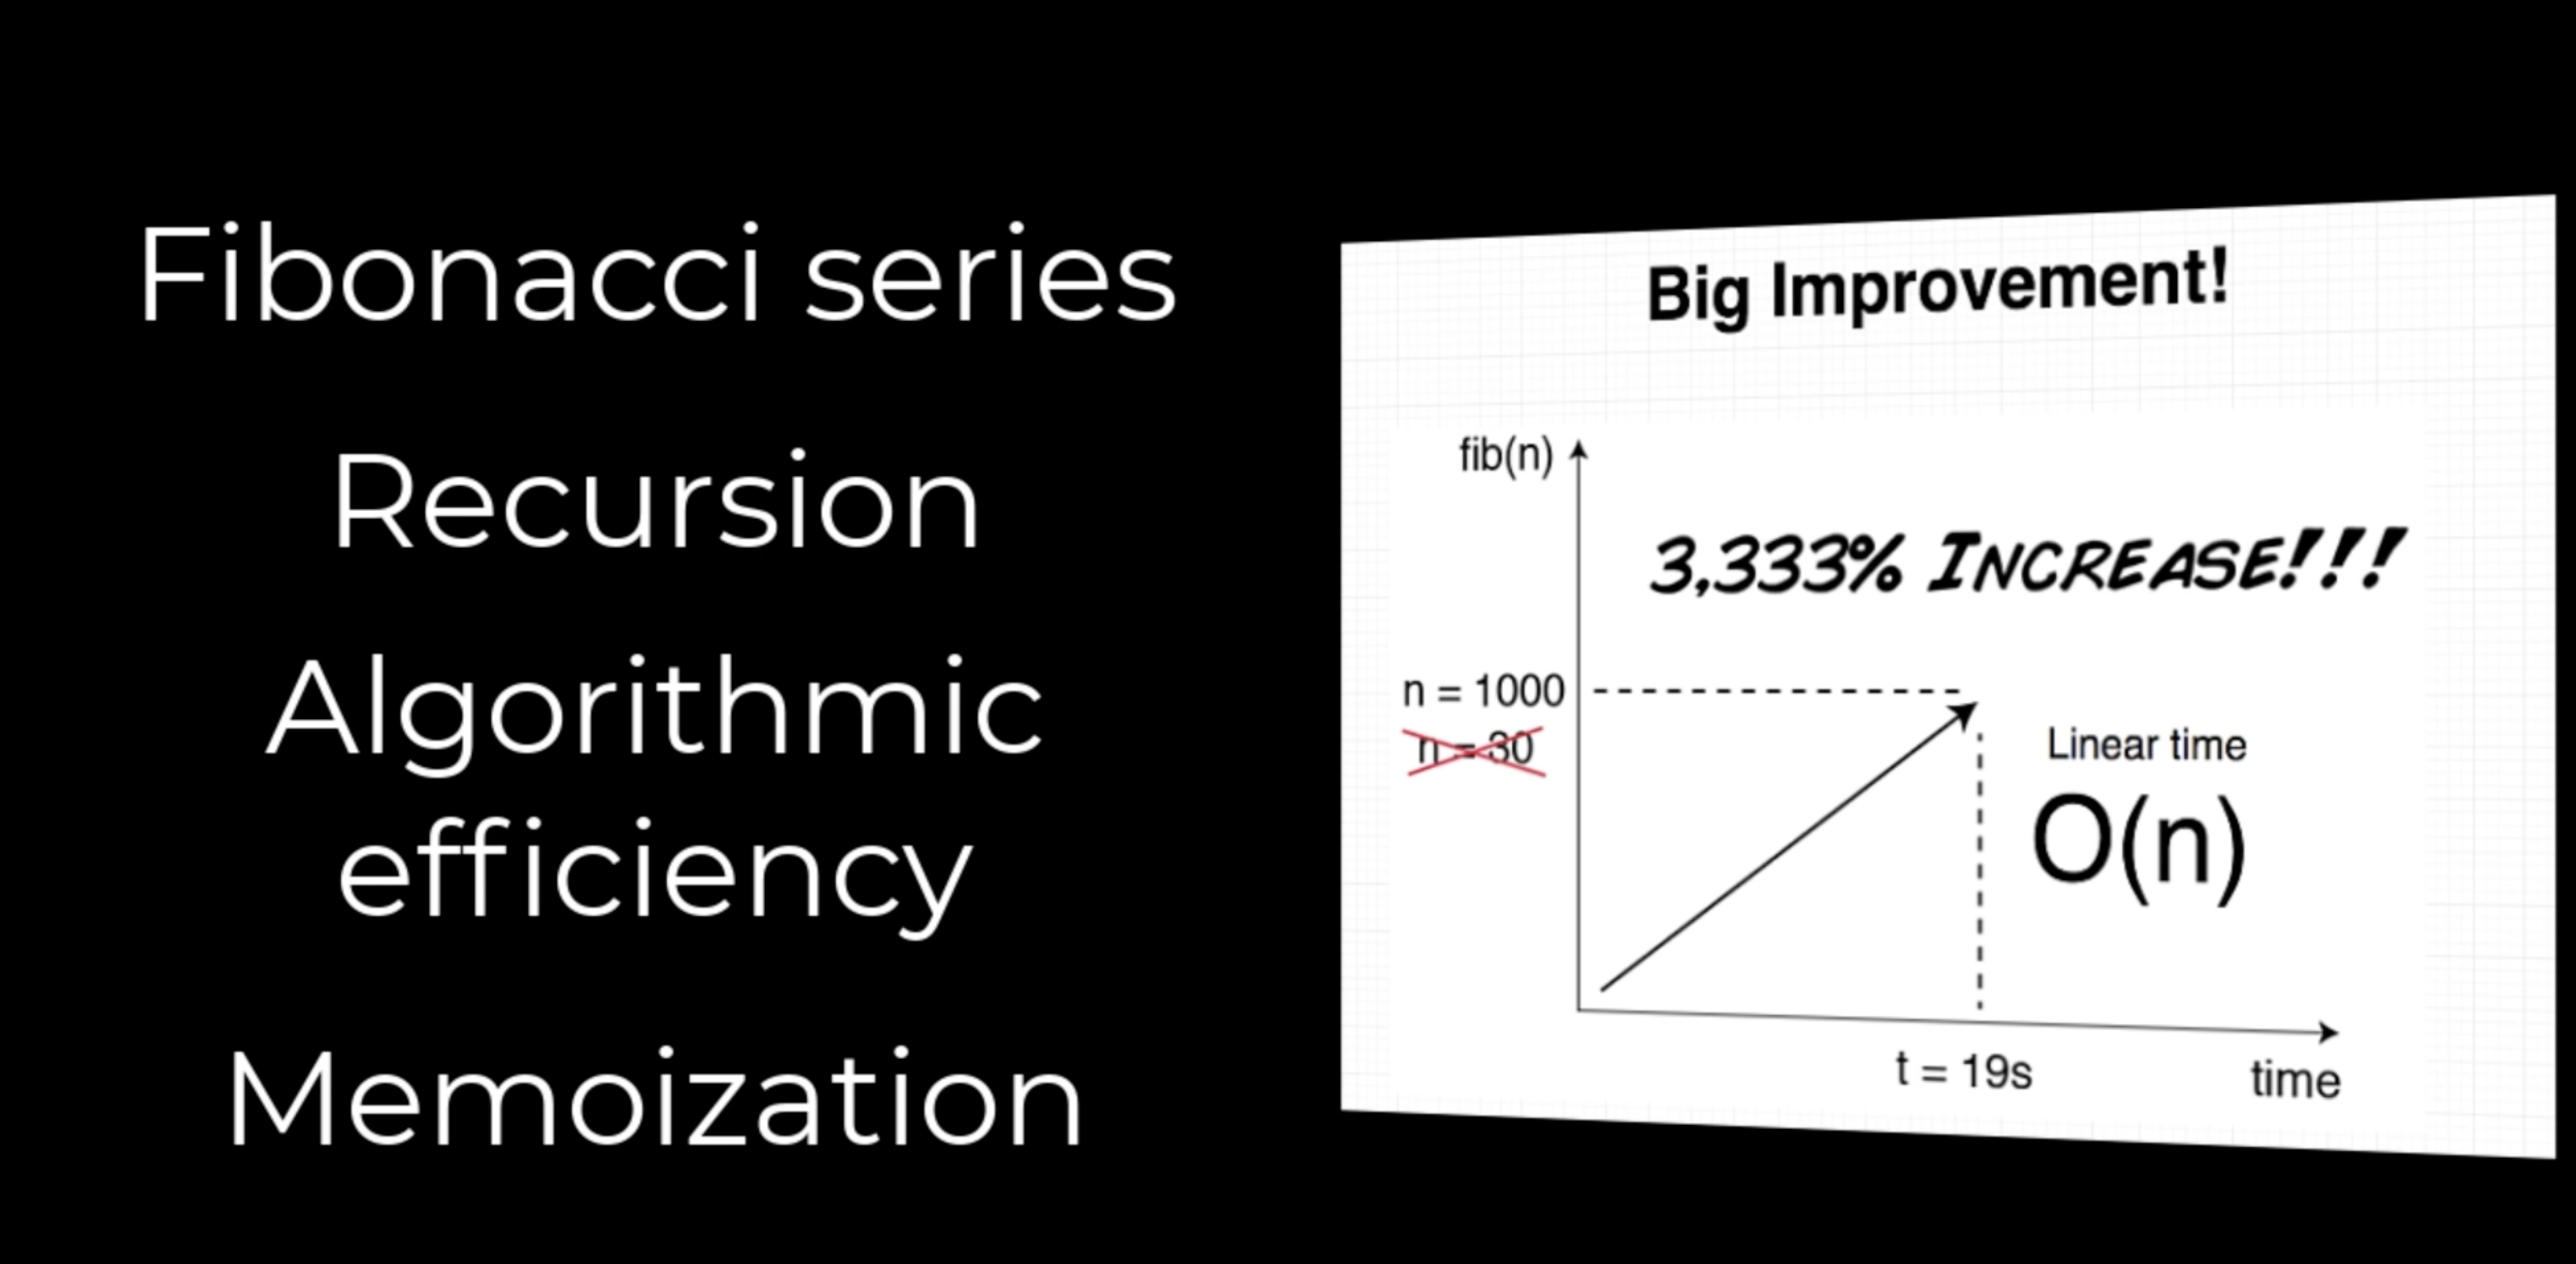 Fibonacci series
Recursion
Algorithmic
efficiency
Memoization
Big Improvement!
fib(n)
3,333% INCREASE!!!
n = 1000
n = 30
Linear time
O(n)
t = 19s
time